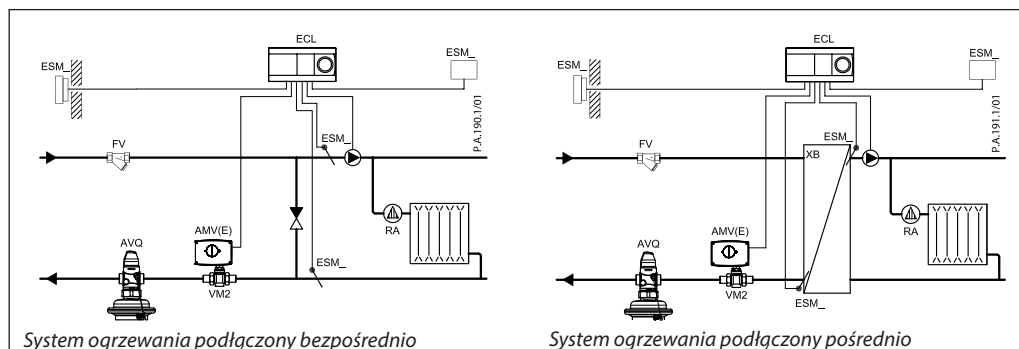 ECL
ESM_
ESM_
P.A.190.1/01
FV
ESM_
RA
AMV(E)
AVQ
ESM_
VM2
System ogrzewania podłączony bezpośrednio
ECL
ESM_
ESM_
P.A.191.1/01
FV
ESM_
XB
RA
AMV(E)
AVQ
VM2
ESM_
System ogrzewania podłączony pośrednio